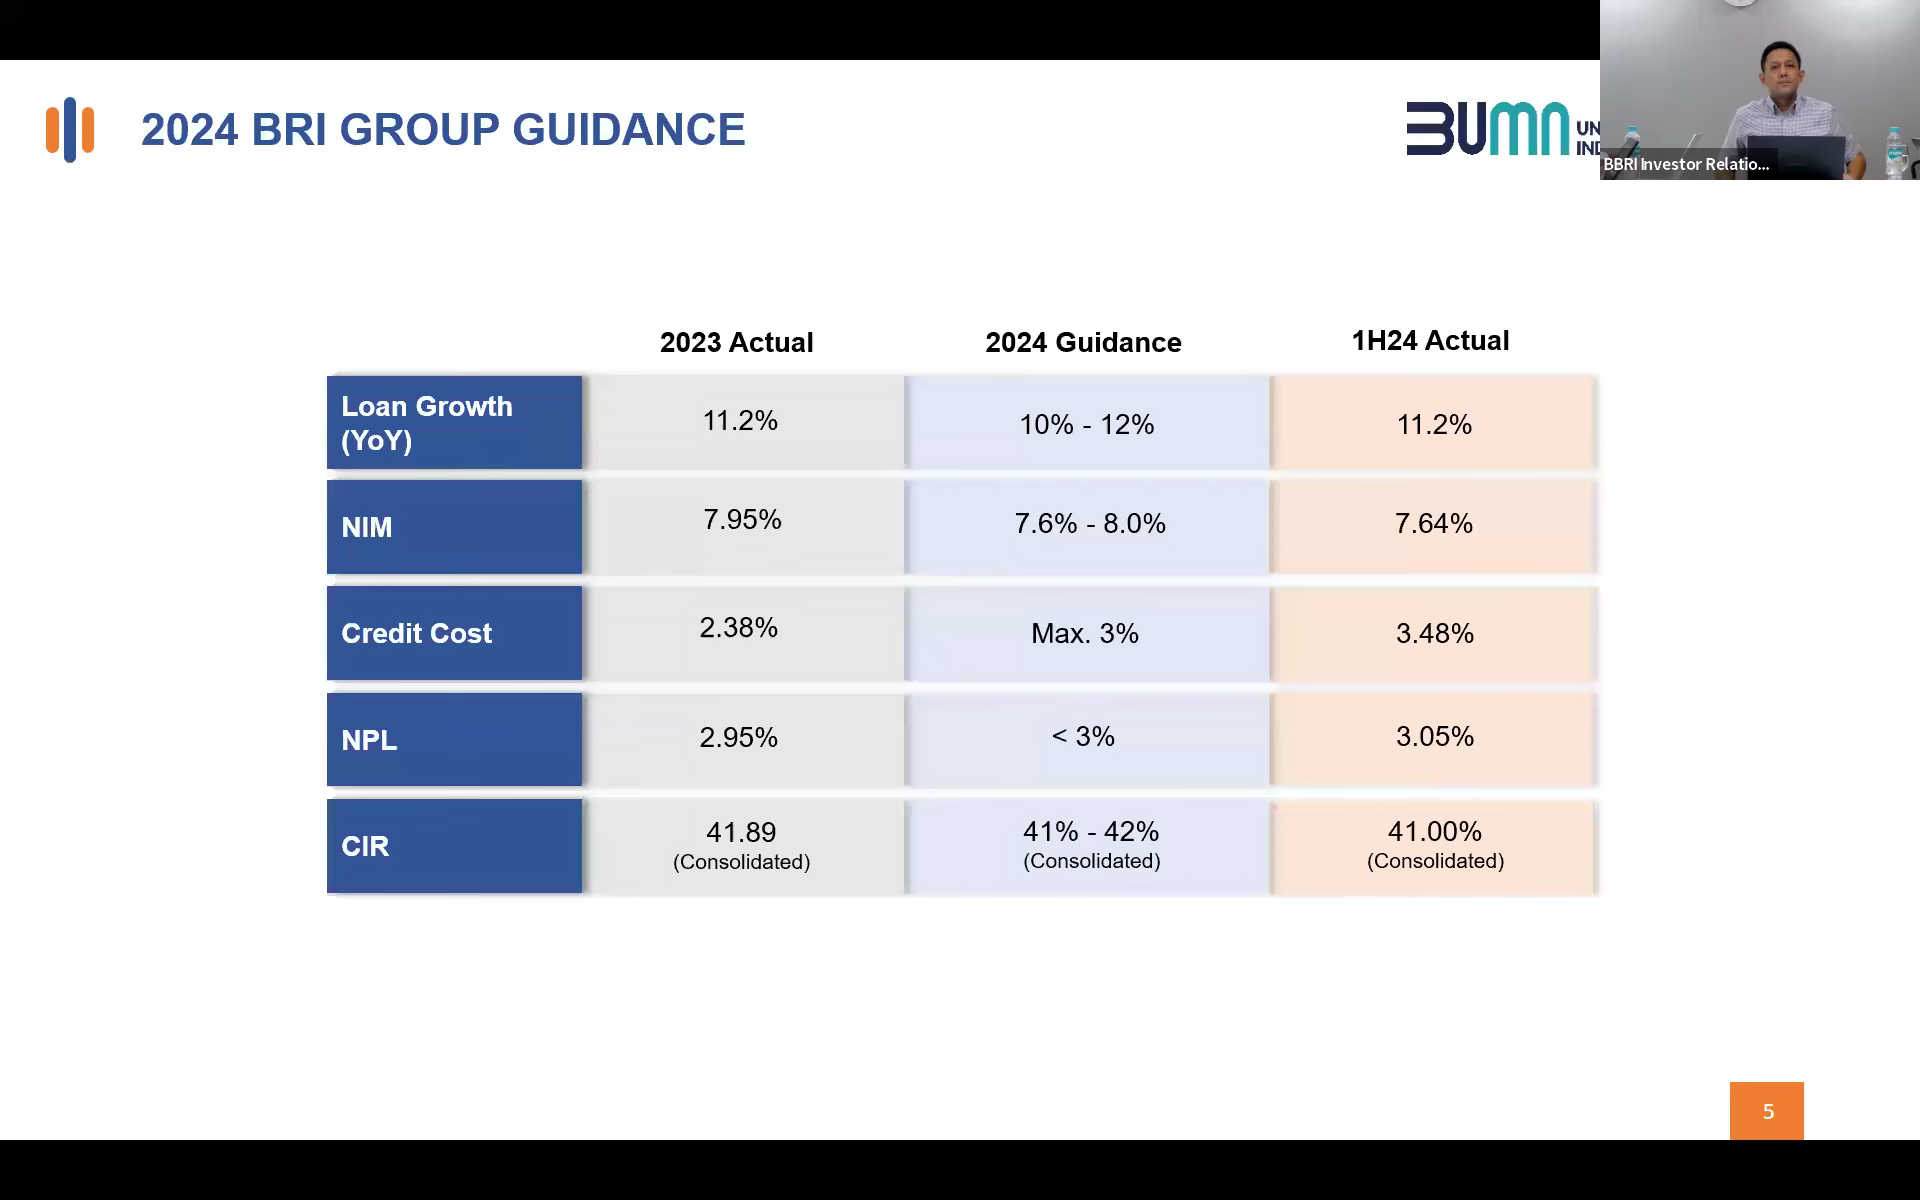 2024 BRI GROUP GUIDANCE
BUMN
UN
IND
BBRI Investor Relatio...
2023 Actual 2024 Guidance 1H24 Actual
Loan Growth
(YoY)
11.2% 10% - 12% 11.2%
NIM 7.95% 7.6% - 8.0% 7.64%
Credit Cost 2.38% Max. 3% 3.48%
NPL 2.95% < 3% 3.05%
CIR
41.89 41% - 42% 41.00%
(Consolidated) (Consolidated) (Consolidated)
5